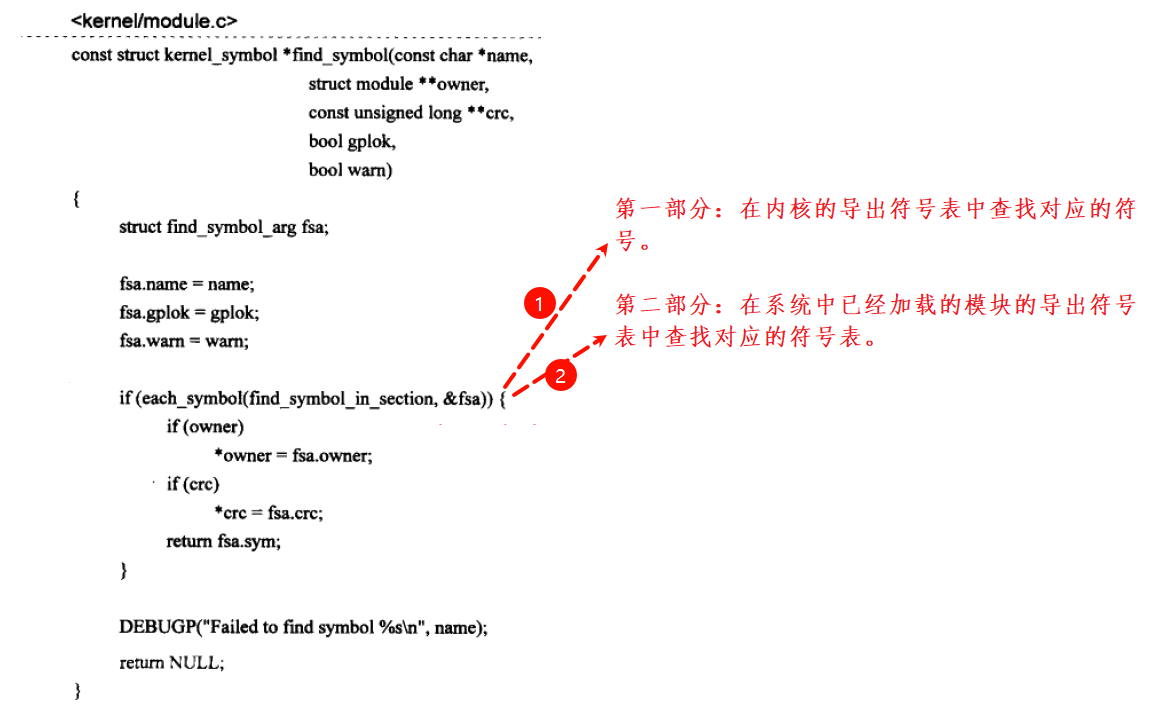 <kernel/module.c>
const struct kernel_symbol *find_symbol(const char *name,
struct module **owner,
const unsigned long **crc,
bool gplok,
bool warn)
{
struct find_symbol_arg fsa;
fsa.name = name;
fsa.gplok = gplok;
fsa.warn = warn;
if (each_symbol(find_symbol_in_section, &fsa)) {
if (owner)
*owner = fsa.owner;
if (crc)
*crc = fsa.crc;
return fsa.sym;
}
DEBUGP("Failed to find symbol %s\n", name);
return NULL;
}
1
第一部分：在内核的导出符号表中查找对应的符
号。
2
第二部分：在系统中已经加载的模块的导出符号
表中查找对应的符号表。